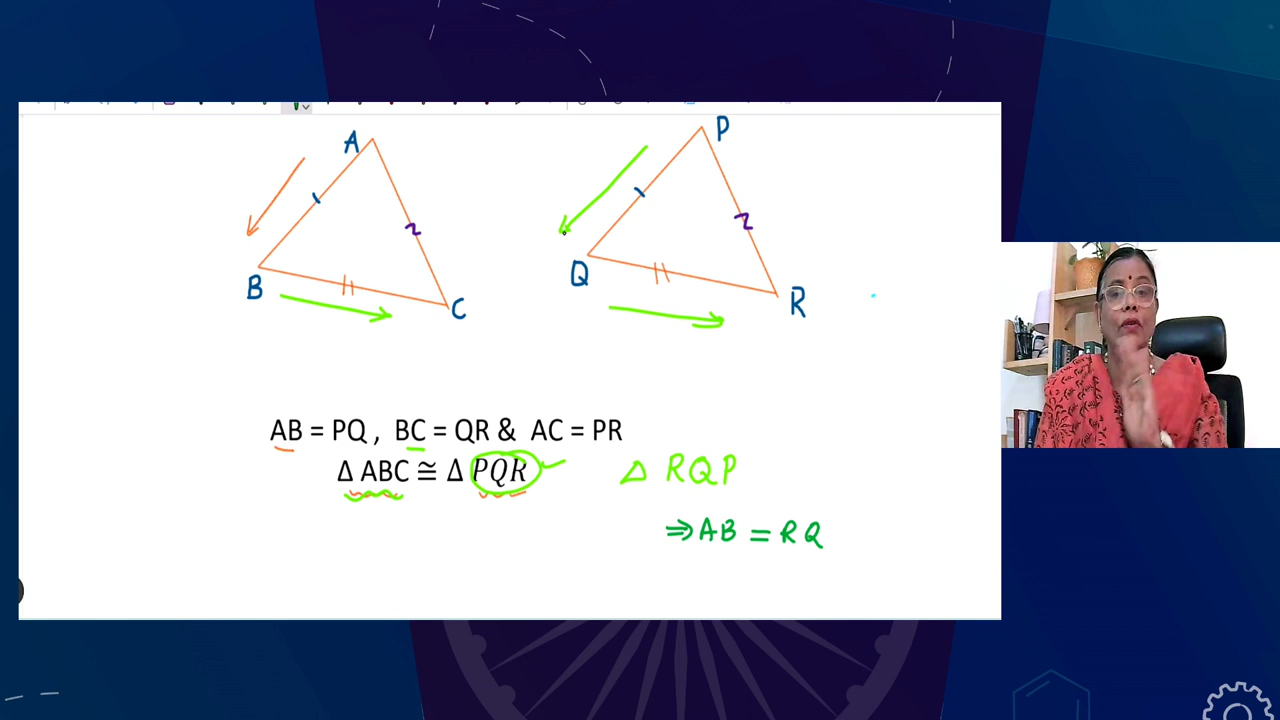 A
P
B
C
Q
R
AB = PQ , BC = QR & AC = PR
Δ ABC ≅ Δ PQR ✓ Δ RQP
⇒ AB = RQ